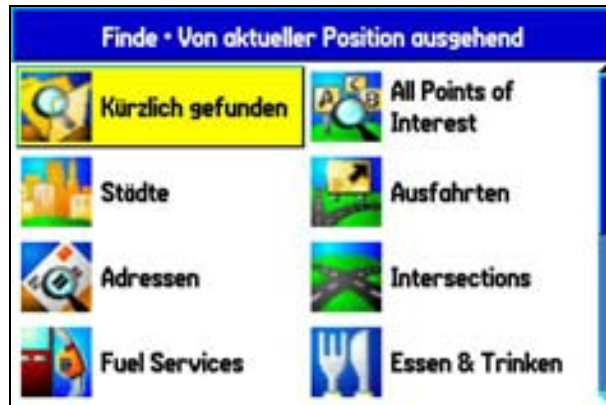 Finde • Von aktueller Position ausgehend
Kürzlich gefunden
All Points of
Interest
Städte
Ausfahrten
Adressen
Intersections
Fuel Services
Essen & Trinken